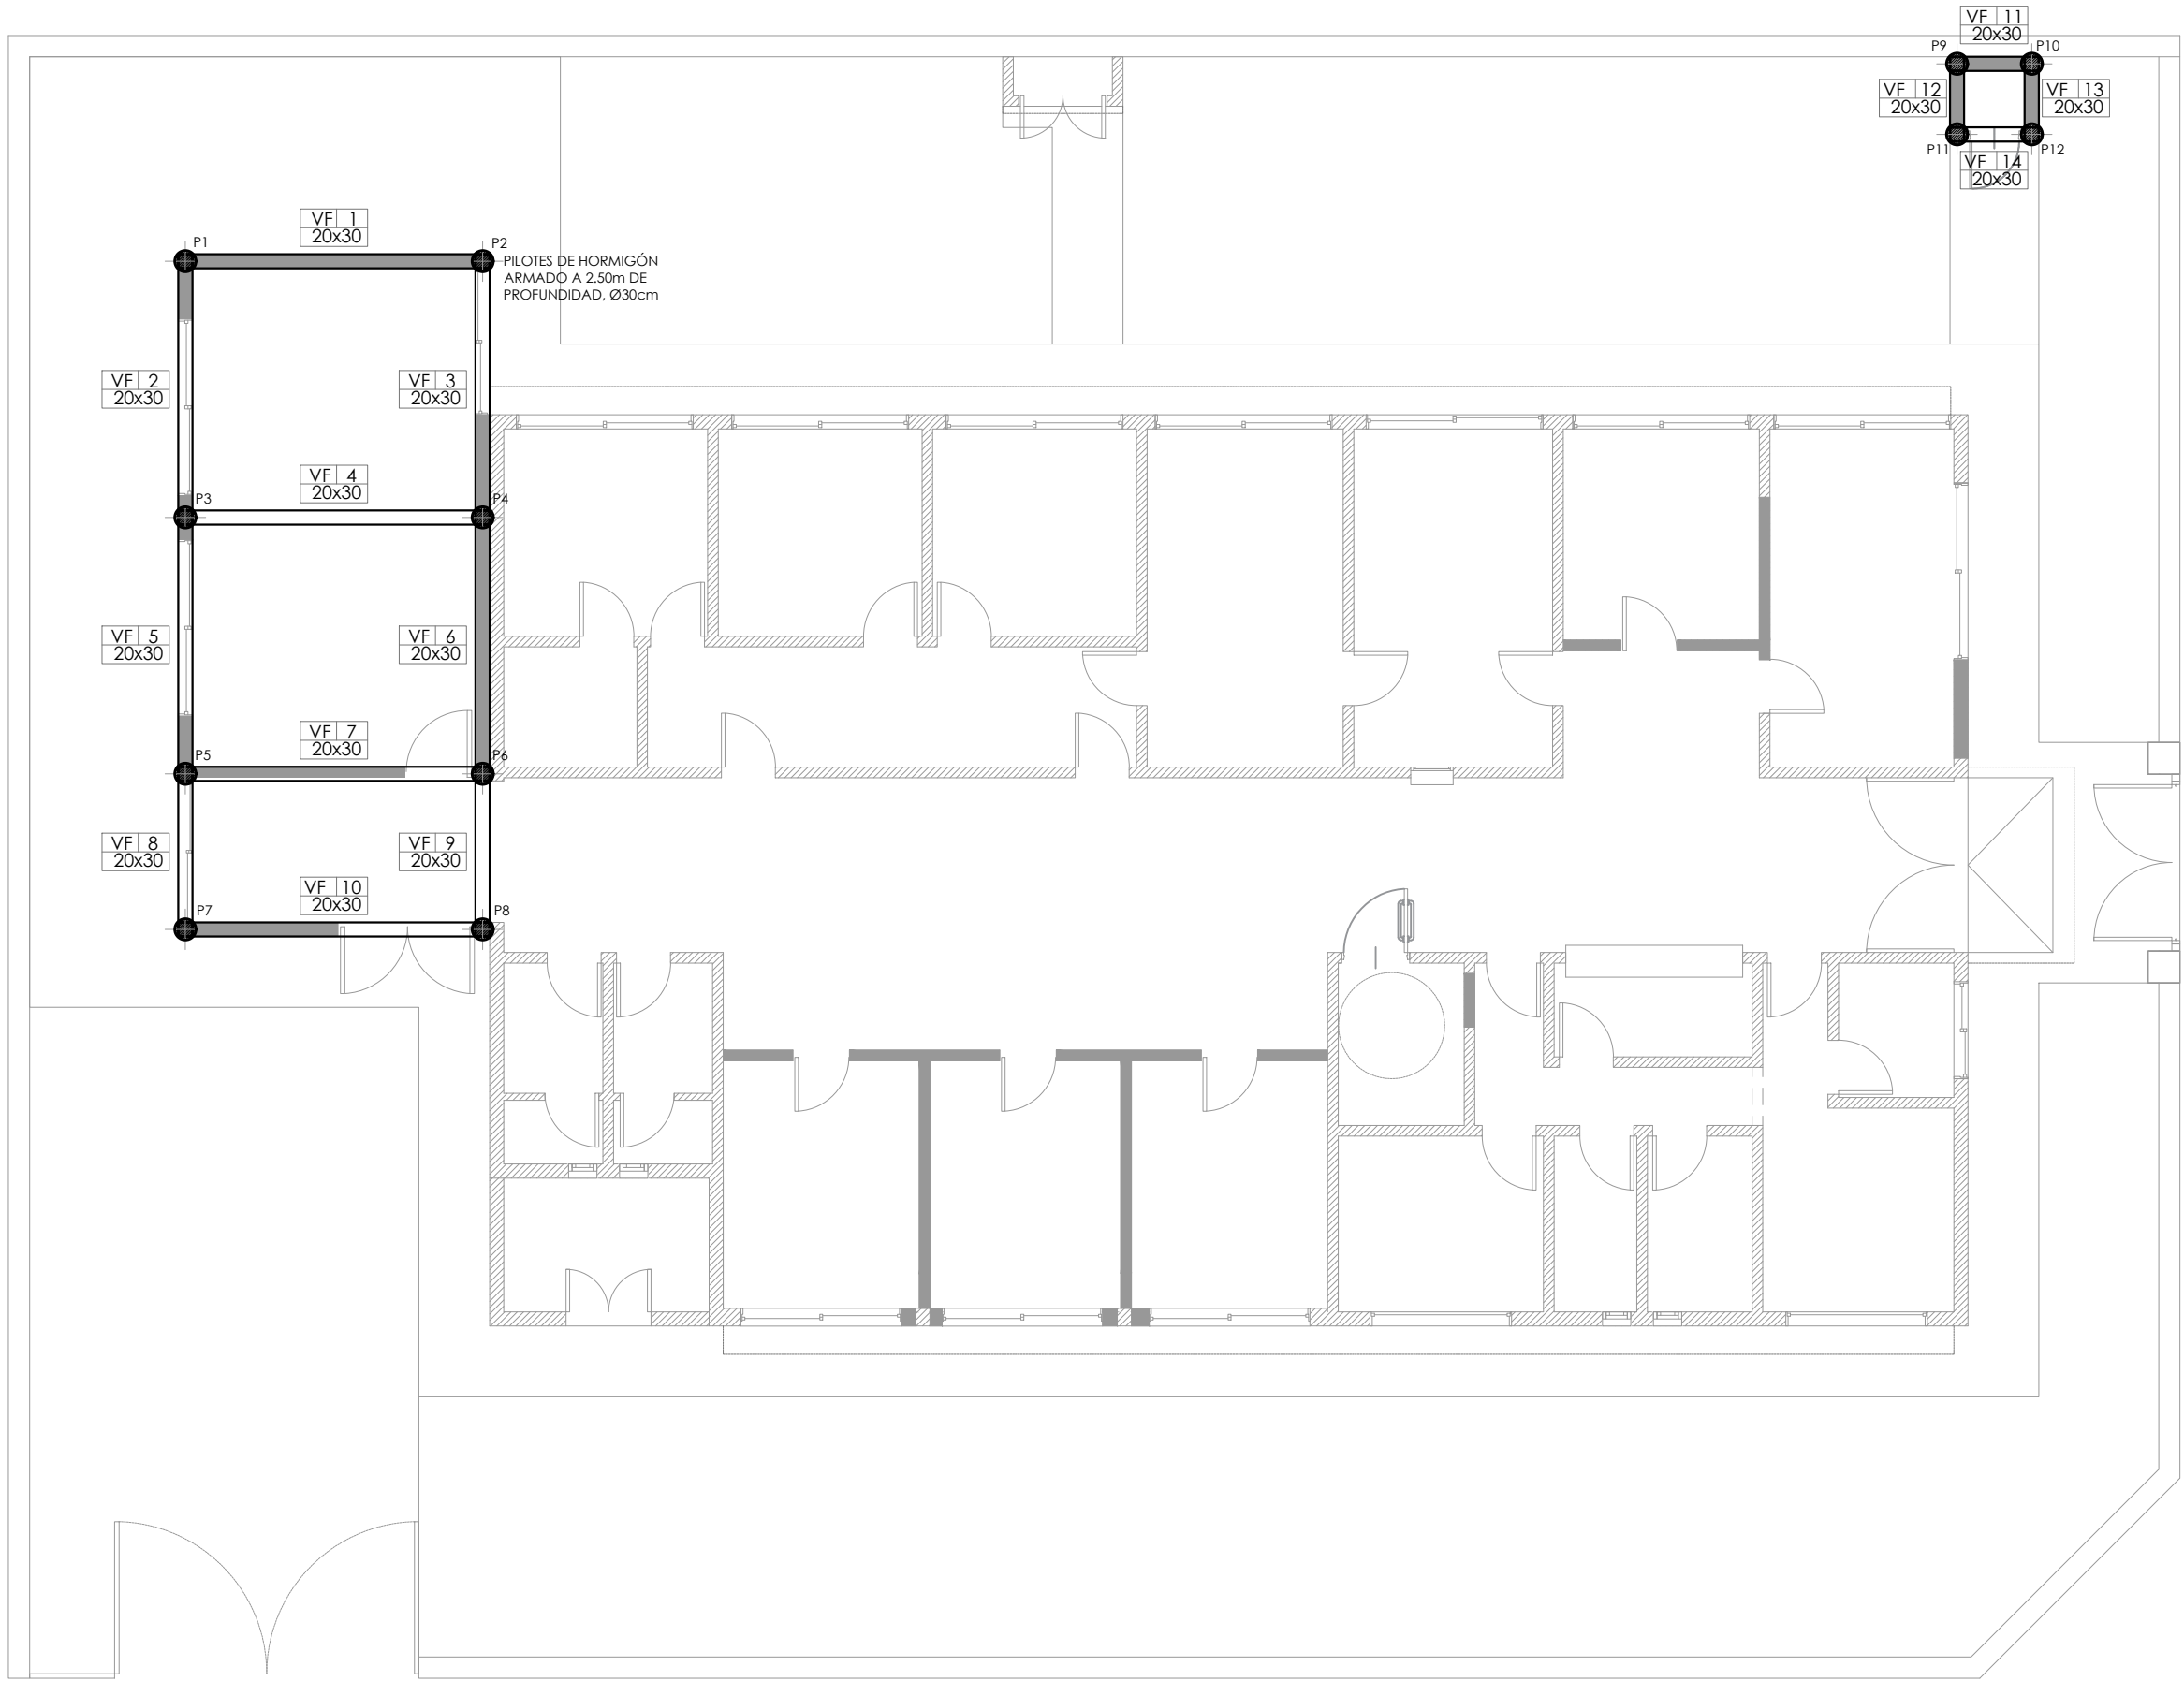 VF 11
20x30
P9
P10
VF 12
20x30
VF 13
20x30
P11
P12
VF 14
20x30
VF 1
20x30
P1
P2
PILOTES DE HORMIGÓN
ARMADO A 2.50m DE
PROFUNDIDAD, Ø30cm
VF 2
20x30
VF 3
20x30
VF 4
20x30
P3
P4
VF 5
20x30
VF 6
20x30
VF 7
20x30
P5
P6
VF 8
20x30
VF 9
20x30
VF 10
20x30
P7
P8